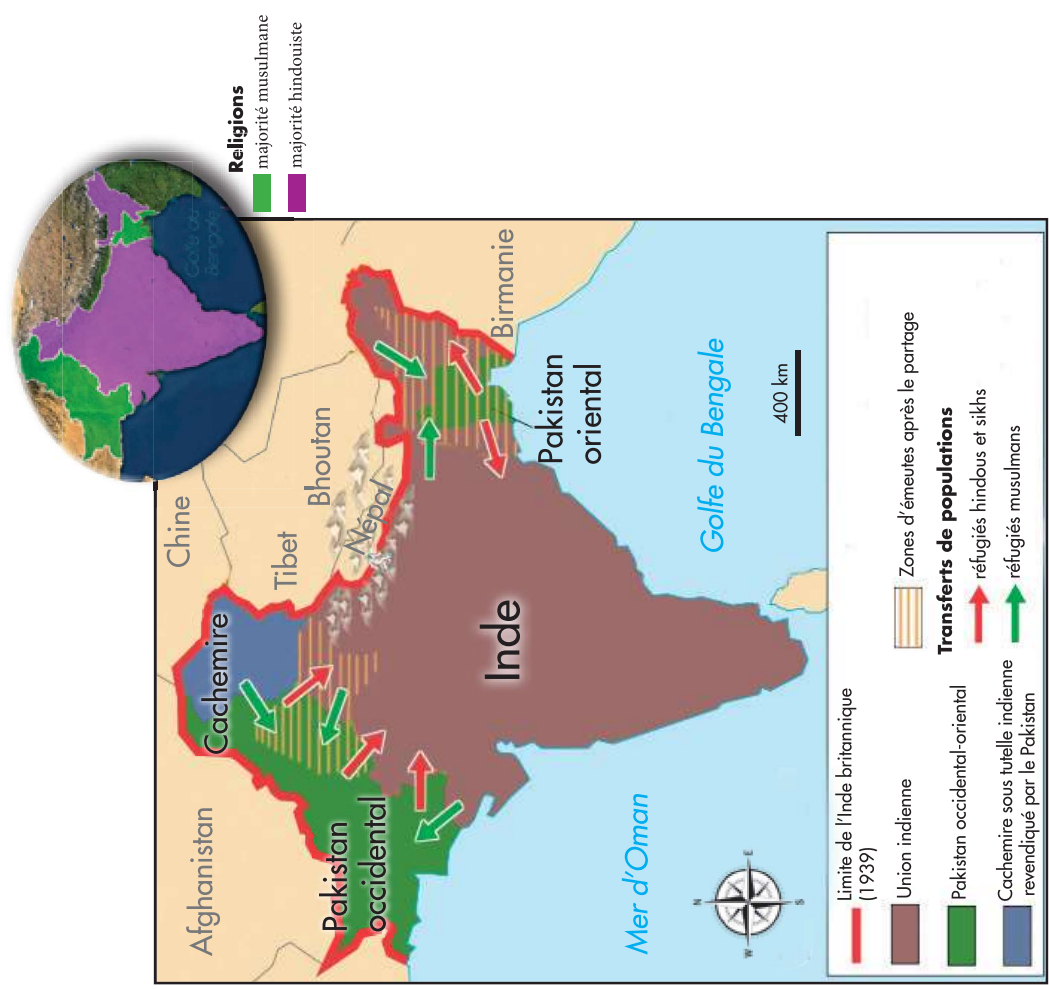 Religions
majorité musulmane
majorité hindouiste
Golfe du
Bengale
Chine
Afghanistan
Cachemire
Tibet
Bhoutan
Népal
Pakistan
occidental
Inde
Birmanie
Pakistan
oriental
Mer d'Oman
Golfe du Bengale
400 km
N
W
E
S
Limite de l'Inde britannique
(1939)
Union indienne
Pakistan occidental-oriental
Cachemire sous tutelle indienne
revendiqué par le Pakistan
Zones d'émeutes après le partage
Transferts de populations
réfugiés hindous et sikhs
réfugiés musulmans